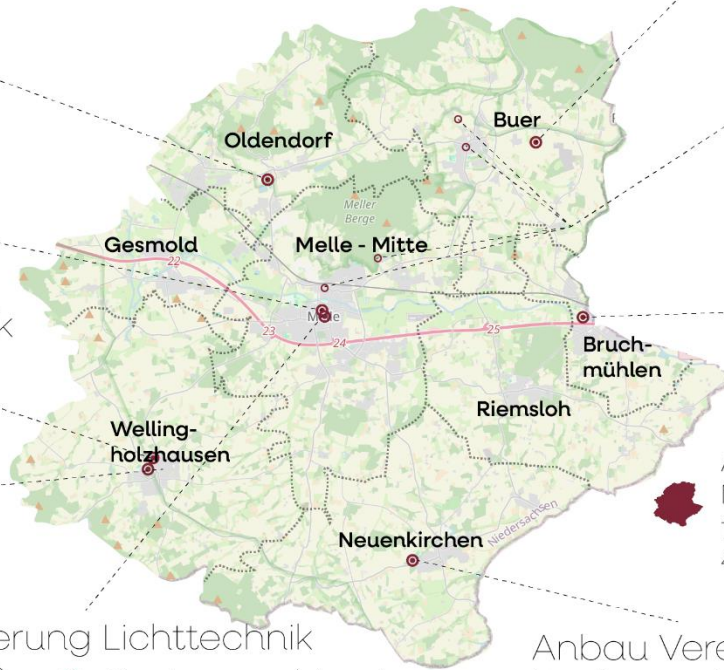 Buer
Oldendorf
Meller
Berge
Gesmold
Melle - Mitte
22
23
24
25
Bruch-
mühlen
Riemsloh
Welling-
holzhausen
Neuenkirchen
Niedersachsen
erung Lichttechnik
Anbau Vere